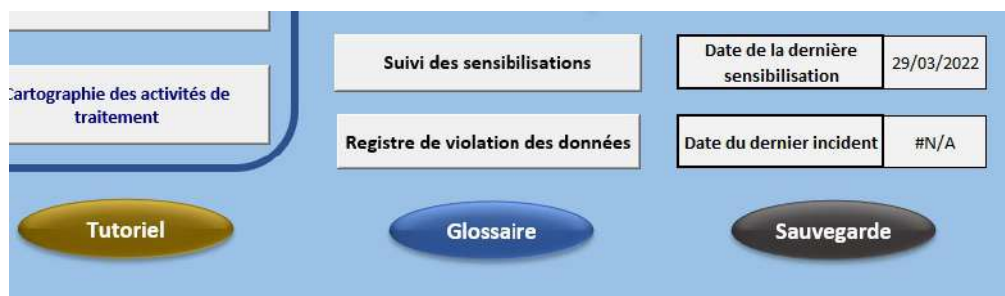 Suivi des sensibilisations
Date de la dernière
sensibilisation
29/03/2022
Cartographie des activités de
traitement
Registre de violation des données
Date du dernier incident
#N/A
Tutoriel
Glossaire
Sauvegarde